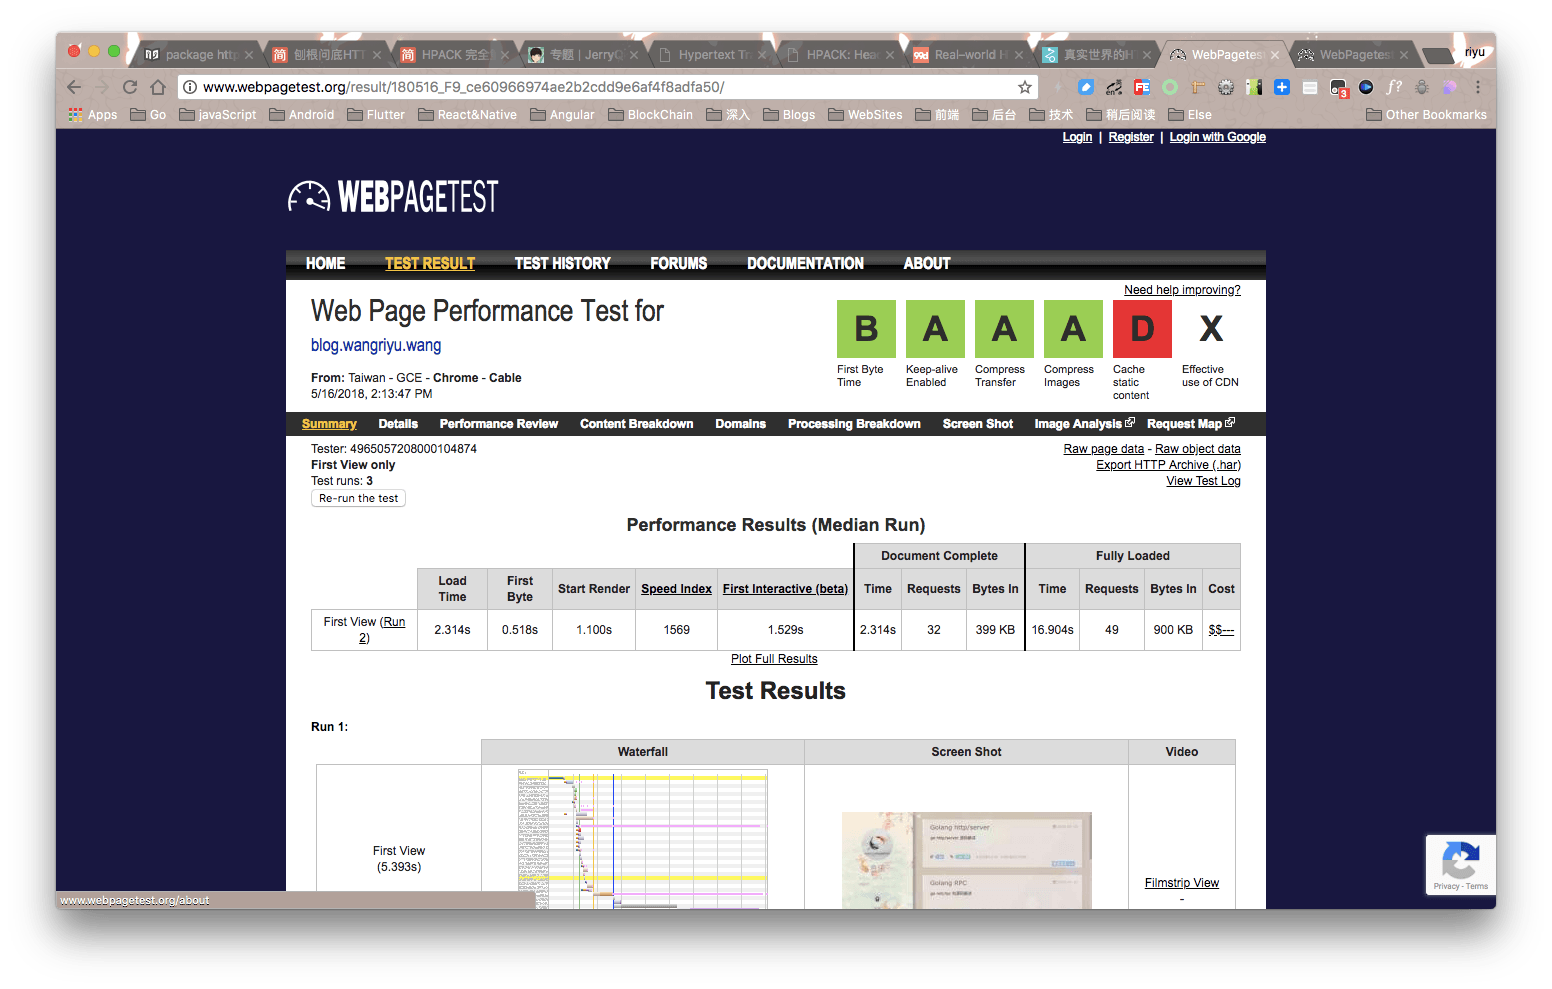 package http
刨根问底HTT
HPACK 完全
专题 | JerryQ
Hypertext Tra
HPACK: Head
Real-world H
真实世界的H
WebPagetest
WebPagetest
riyu
www.webpagetest.org/result/180516_F9_ce60966974ae2b2cdd9e6af4f8adfa50/
Apps
Go
javaScript
Android
Flutter
React&Native
Angular
BlockChain
深入
Blogs
WebSites
前端
后台
技术
稍后阅读
Else
Other Bookmarks
Login | Register | Login with Google
WEBPAGETEST
HOME
TEST RESULT
TEST HISTORY
FORUMS
DOCUMENTATION
ABOUT
Need help improving?
Web Page Performance Test for
blog.wangriyu.wang
From: Taiwan - GCE - Chrome - Cable
5/16/2018, 2:13:47 PM
B
First Byte
Time
A
Keep-alive
Enabled
A
Compress
Transfer
A
Compress
Images
D
Cache
static
content
X
Effective
use of CDN
Summary
Details
Performance Review
Content Breakdown
Domains
Processing Breakdown
Screen Shot
Image Analysis
Request Map
Tester: 4965057208000104874
First View only
Test runs: 3
Re-run the test
Raw page data - Raw object data
Export HTTP Archive (.har)
View Test Log
Performance Results (Median Run)
Document Complete
Fully Loaded
Load Time
First Byte
Start Render
Speed Index
First Interactive (beta)
Time
Requests
Bytes In
Time
Requests
Bytes In
Cost
First View (Run 2)
2.314s
0.518s
1.100s
1569
1.529s
2.314s
32
399 KB
16.904s
49
900 KB
$$---
Plot Full Results
Test Results
Run 1:
Waterfall
Screen Shot
Video
First View
(5.393s)
Golang http/server
Golang RPC
Filmstrip View
-
Privacy - Terms
www.webpagetest.org/about